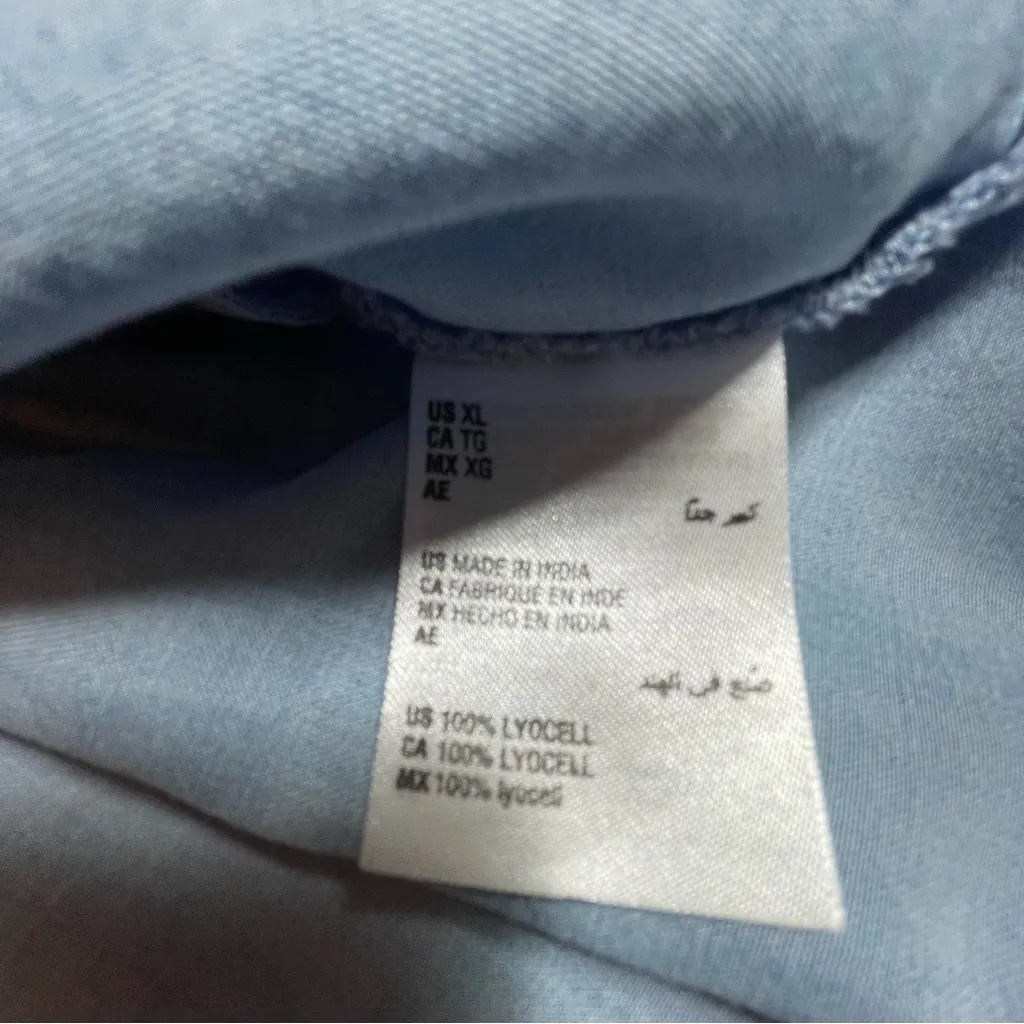 US XL
CA TG
MX XG
AE
كبير جداً
US MADE IN INDIA
CA FABRIQUÉ EN INDE
MX HECHO EN INDIA
AE
صُنع في الهند
US 100% LYOCELL
CA 100% LYOCELL
MX 100% lyocell